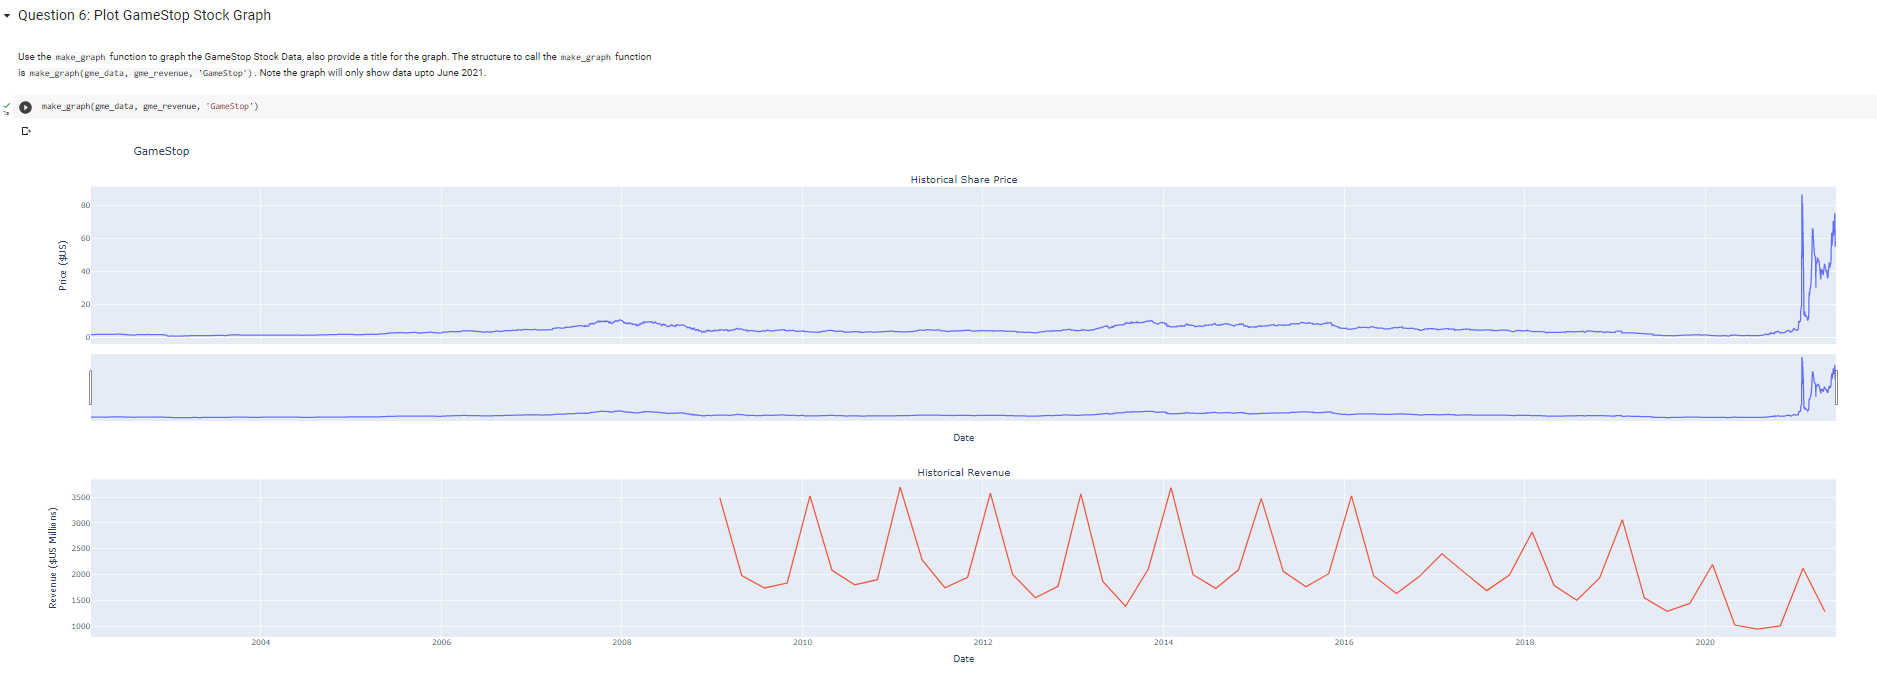 Question 6: Plot GameStop Stock Graph
Use the make_graph function to graph the GameStop Stock Data, also provide a title for the graph. The structure to call the make_graph function
is make_graph(gme_data, gme_revenue, 'GameStop'). Note the graph will only show data upto June 2021.
make_graph(gme_data, gme_revenue, 'GameStop')
1s
GameStop
Historical Share Price
Price ($US)
80
60
40
20
0
Date
Historical Revenue
Revenue ($US Millions)
3500
3000
2500
2000
1500
1000
2004 2006 2008 2010 2012 2014 2016 2018 2020
Date